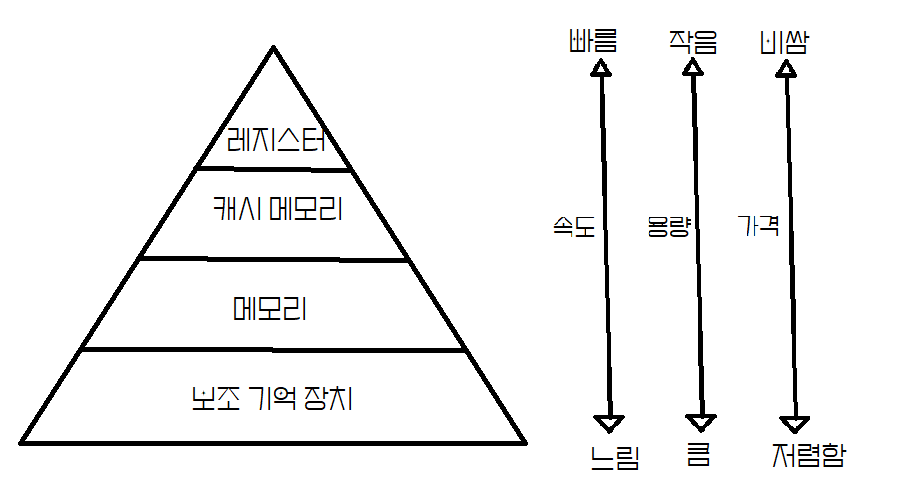 빠름 작음 비쌈
레지스터
캐시 메모리
속도 용량 가격
메모리
보조 기억 장치
느림 큼 저렴함